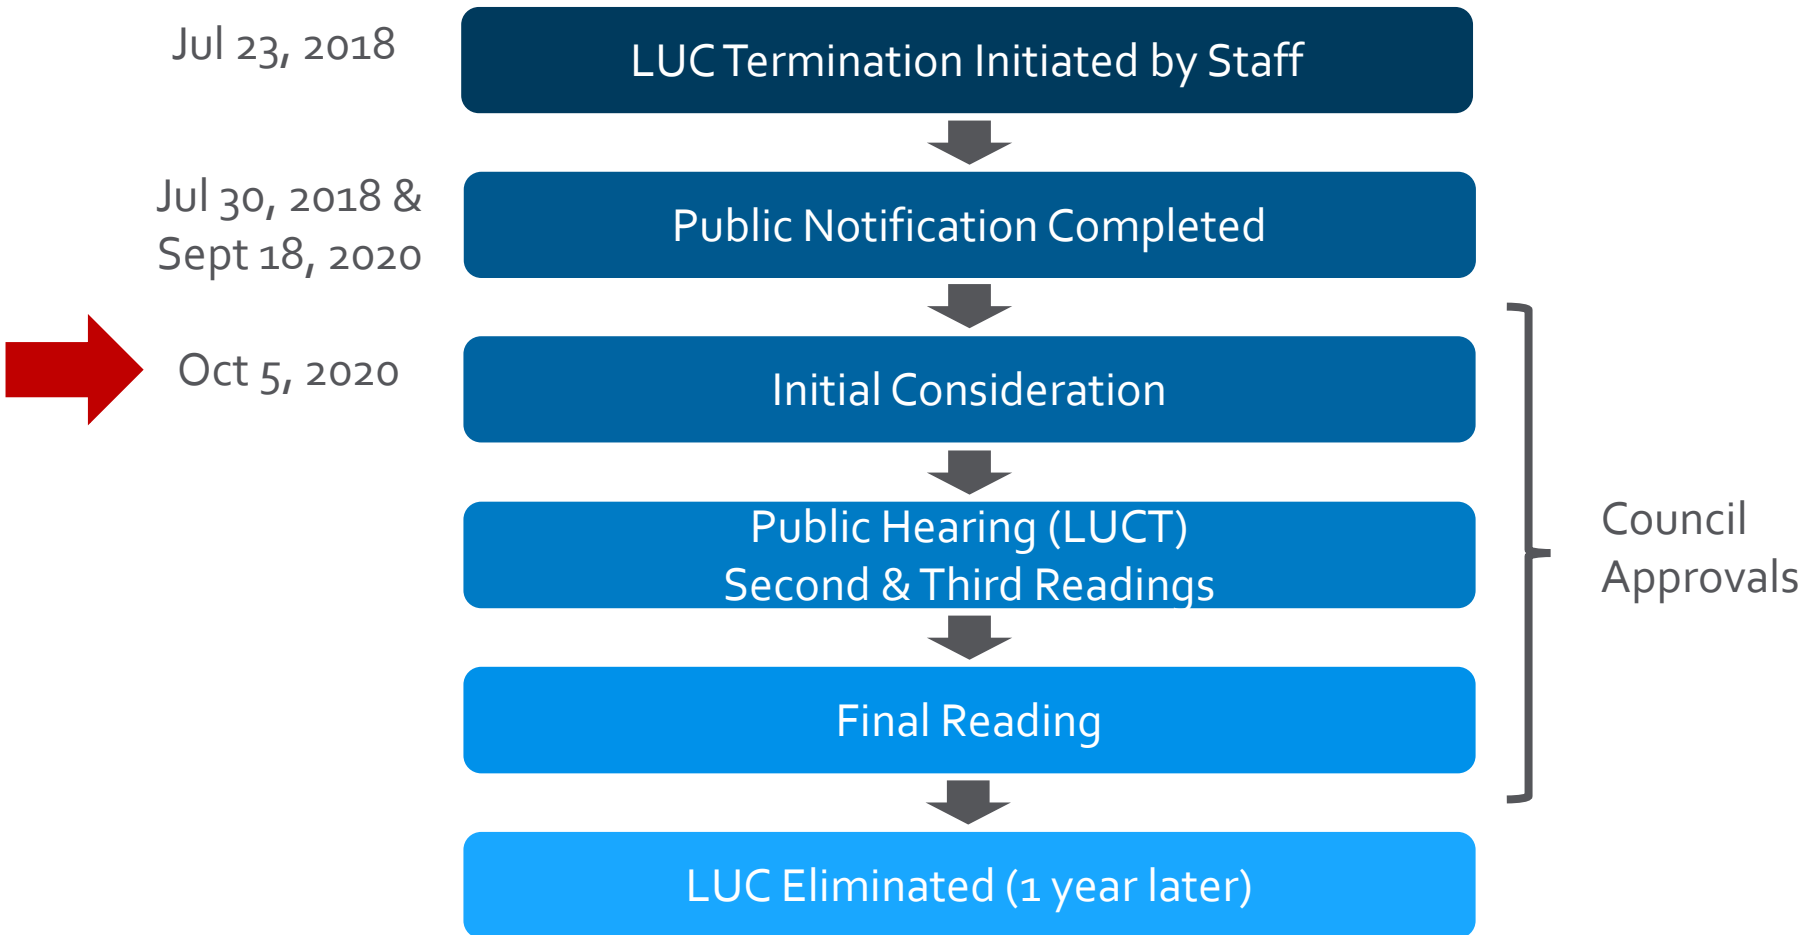 Jul 23, 2018
LUC Termination Initiated by Staff
Jul 30, 2018 &
Sept 18, 2020
Public Notification Completed
Oct 5, 2020
Initial Consideration
Public Hearing (LUCT)
Second & Third Readings
Council
Approvals
Final Reading
LUC Eliminated (1 year later)